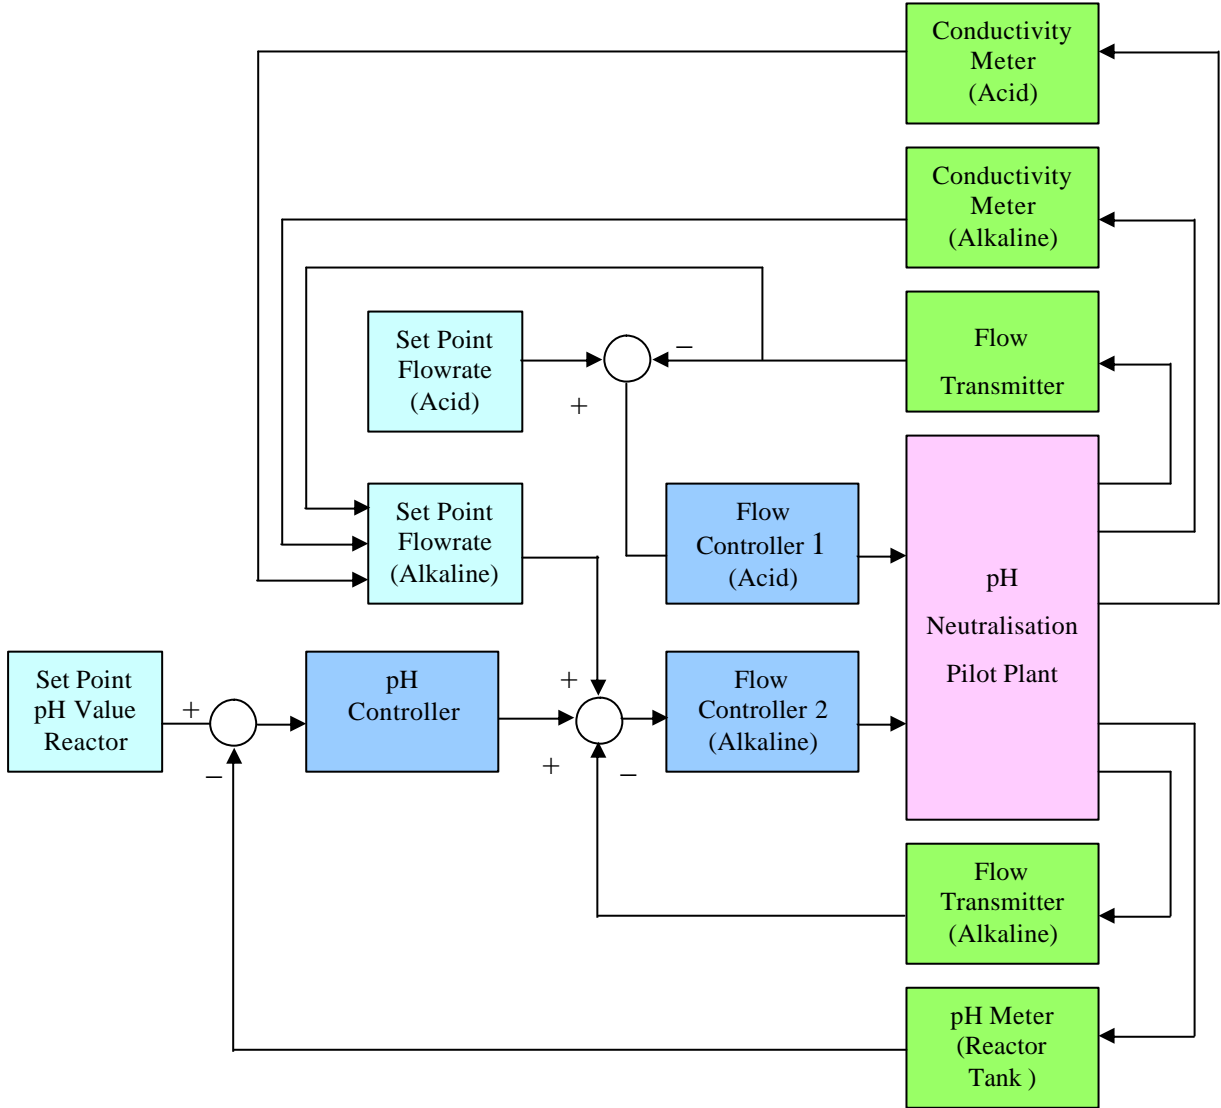 Conductivity
Meter
(Acid)
Conductivity
Meter
(Alkaline)
Set Point
Flowrate
(Acid)
−
+
Flow
Transmitter
Set Point
Flowrate
(Alkaline)
Flow
Controller 1
(Acid)
pH
Neutralisation
Pilot Plant
Set Point
pH Value
Reactor
+
−
pH
Controller
+
+
−
Flow
Controller 2
(Alkaline)
Flow
Transmitter
(Alkaline)
pH Meter
(Reactor
Tank )